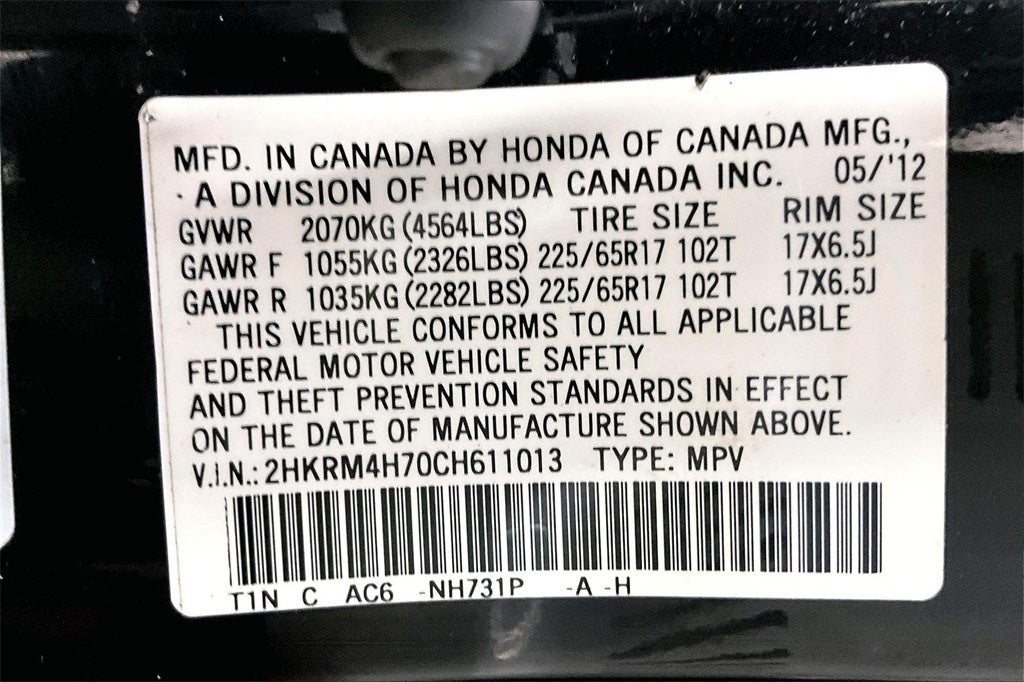 MFD. IN CANADA BY HONDA OF CANADA MFG.,
A DIVISION OF HONDA CANADA INC. 05/'12
GVWR 2070KG (4564LBS) TIRE SIZE RIM SIZE
GAWR F 1055KG (2326LBS) 225/65R17 102T 17X6.5J
GAWR R 1035KG (2282LBS) 225/65R17 102T 17X6.5J
THIS VEHICLE CONFORMS TO ALL APPLICABLE
FEDERAL MOTOR VEHICLE SAFETY
AND THEFT PREVENTION STANDARDS IN EFFECT
ON THE DATE OF MANUFACTURE SHOWN ABOVE.
V.I.N.: 2HKRM4H70CH611013 TYPE: MPV
T1N C AC6 -NH731P -A -H